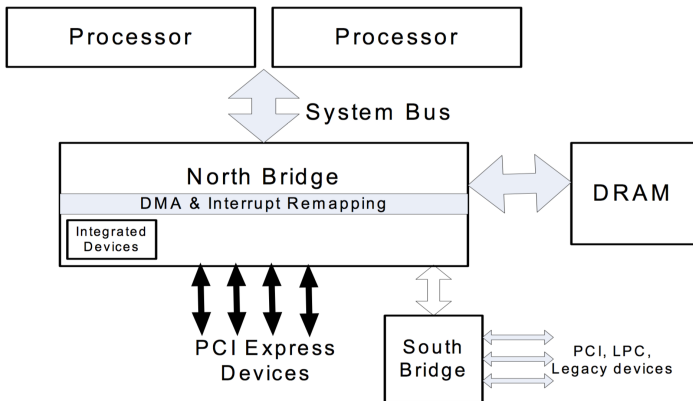 Processor
Processor
System Bus
North Bridge
DMA & Interrupt Remapping
Integrated
Devices
DRAM
PCI Express
Devices
South
Bridge
PCI, LPC,
Legacy devices